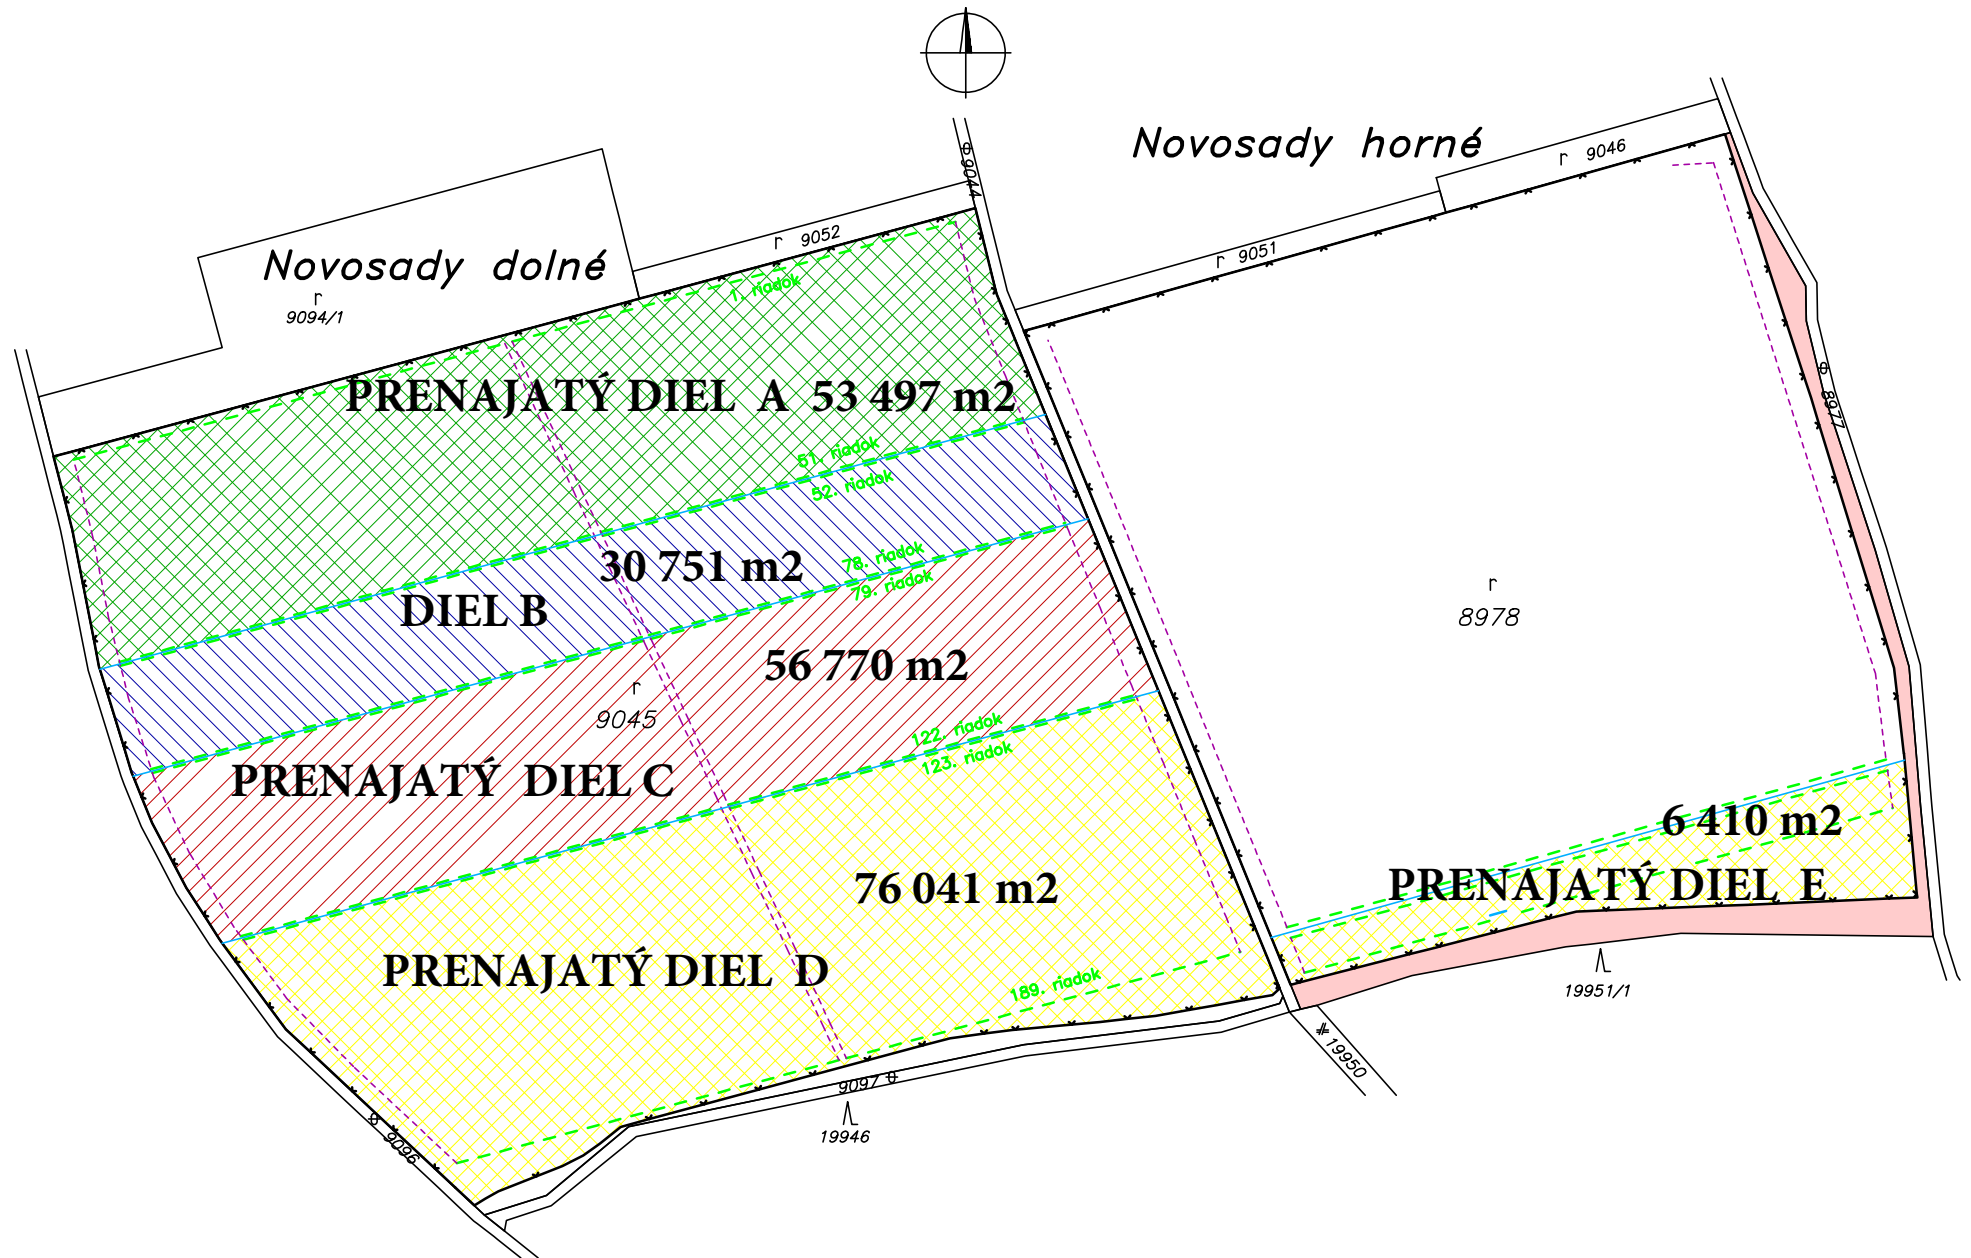 Novosady horné
9044
9046
9052
9051
Novosady dolné
9094/1
1. riadok
PRENAJATÝ DIEL A 53 497 m2
8977
51. riadok
52. riadok
30 751 m2
78. riadok
79. riadok
DIEL B
8978
56 770 m2
9045
122. riadok
123. riadok
PRENAJATÝ DIEL C
6 410 m2
76 041 m2
PRENAJATÝ DIEL E
PRENAJATÝ DIEL D
189. riadok
19951/1
19950
9097
19946
9096